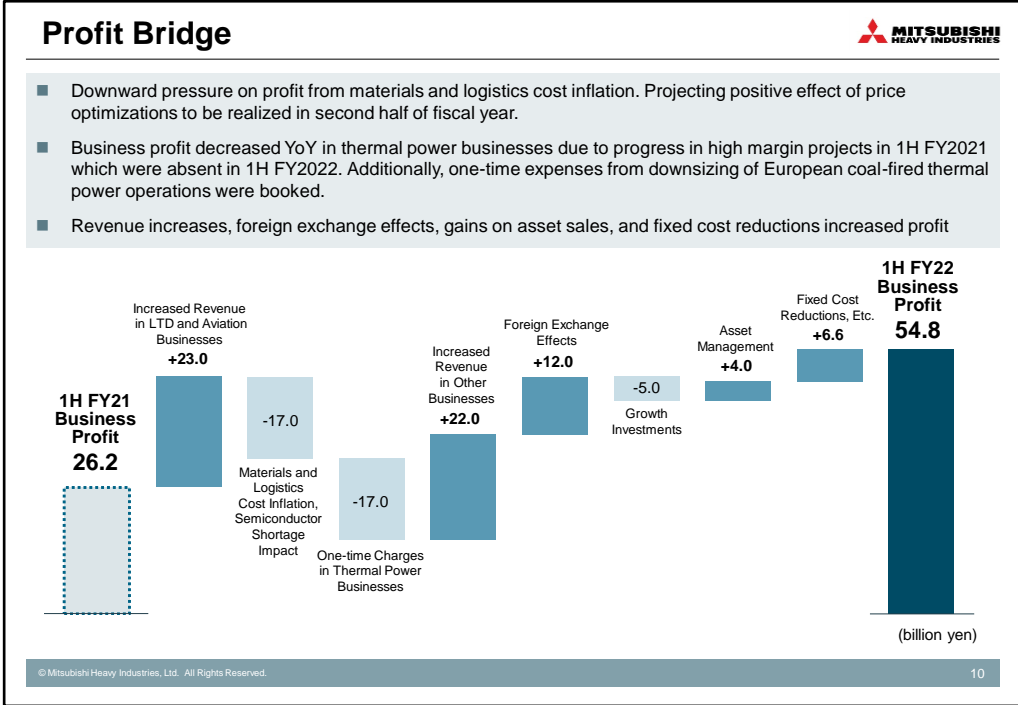 Profit Bridge
MITSUBISHI
HEAVY INDUSTRIES
Downward pressure on profit from materials and logistics cost inflation. Projecting positive effect of price
optimizations to be realized in second half of fiscal year.
Business profit decreased YoY in thermal power businesses due to progress in high margin projects in 1H FY2021
which were absent in 1H FY2022. Additionally, one-time expenses from downsizing of European coal-fired thermal
power operations were booked.
Revenue increases, foreign exchange effects, gains on asset sales, and fixed cost reductions increased profit
1H FY21
Business
Profit
26.2
Increased Revenue
in LTD and Aviation
Businesses
+23.0
-17.0
Materials and
Logistics
Cost Inflation,
Semiconductor
Shortage
Impact
-17.0
One-time Charges
in Thermal Power
Businesses
Increased
Revenue
in Other
Businesses
+22.0
Foreign Exchange
Effects
+12.0
-5.0
Growth
Investments
Asset
Management
+4.0
Fixed Cost
Reductions, Etc.
+6.6
1H FY22
Business
Profit
54.8
(billion yen)
© Mitsubishi Heavy Industries, Ltd. All Rights Reserved.
10